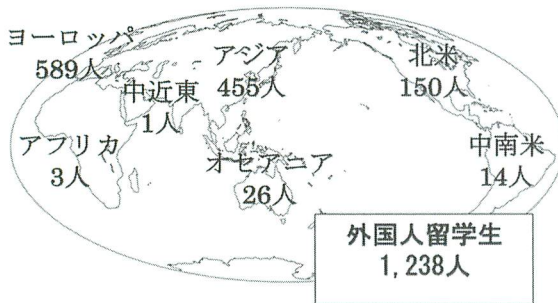 ヨーロッパ
589人
アジア
455人
北米
150人
中近東
1人
アフリカ
3人
オセアニア
26人
中南米
14人
外国人留学生
1,238人